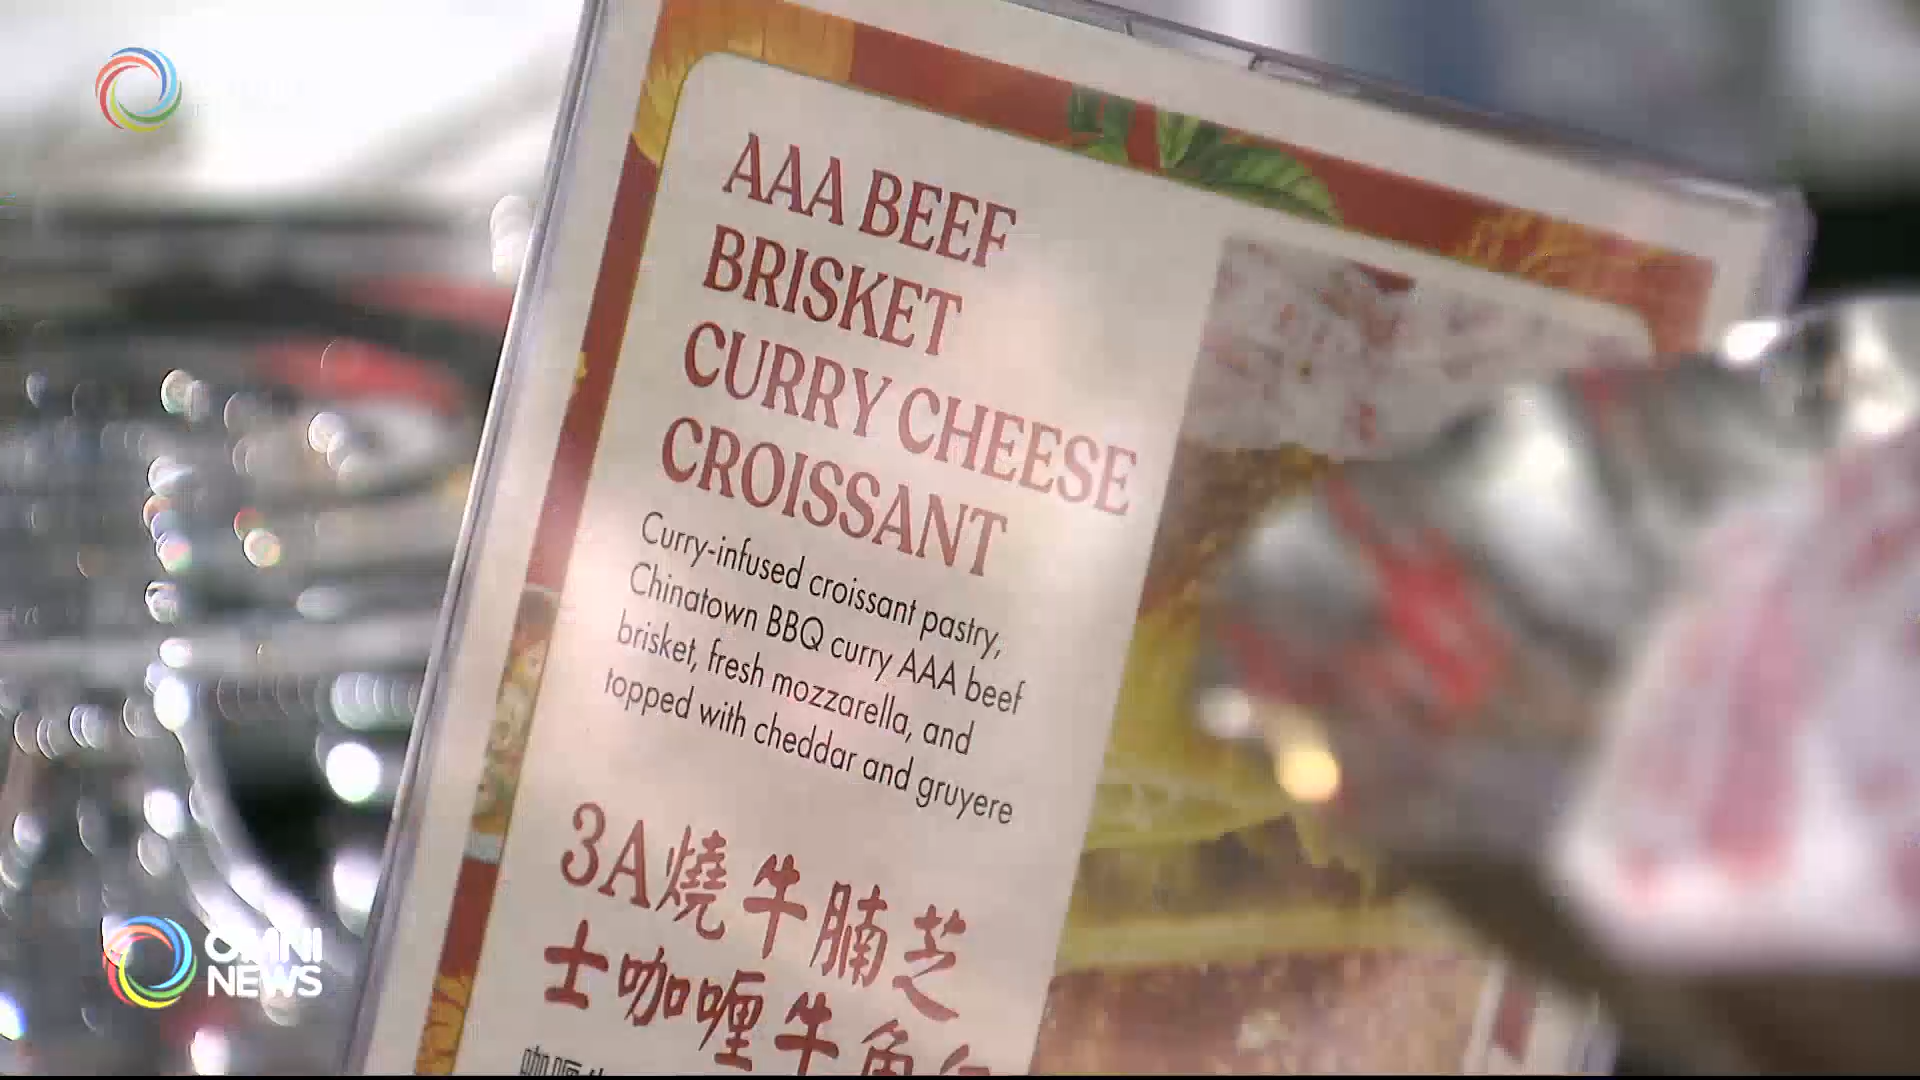 AAA BEEF
BRISKET
CURRY CHEESE
CROISSANT
Curry-infused croissant pastry,
Chinatown BBQ curry AAA beef
brisket, fresh mozzarella, and
topped with cheddar and gruyere
3A燒牛腩芝
士咖喱牛角
OMNI
NEWS